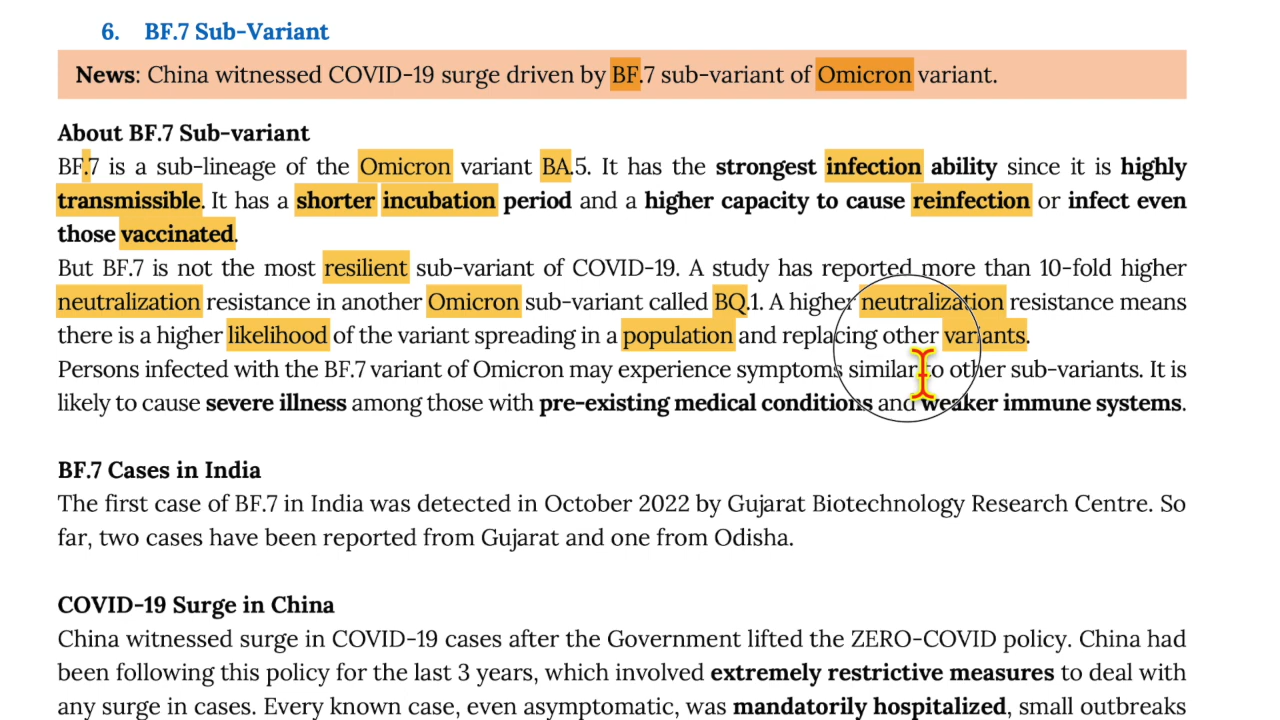 6. BF.7 Sub-Variant
News: China witnessed COVID-19 surge driven by BF.7 sub-variant of Omicron variant.
About BF.7 Sub-variant
BF.7 is a sub-lineage of the Omicron variant BA.5. It has the strongest infection ability since it is highly
transmissible. It has a shorter incubation period and a higher capacity to cause reinfection or infect even
those vaccinated.
But BF.7 is not the most resilient sub-variant of COVID-19. A study has reported more than 10-fold higher
neutralization resistance in another Omicron sub-variant called BQ.1. A higher neutralization resistance means
there is a higher likelihood of the variant spreading in a population and replacing other variants.
Persons infected with the BF.7 variant of Omicron may experience symptoms similar to other sub-variants. It is
likely to cause severe illness among those with pre-existing medical conditions and weaker immune systems.
BF.7 Cases in India
The first case of BF.7 in India was detected in October 2022 by Gujarat Biotechnology Research Centre. So
far, two cases have been reported from Gujarat and one from Odisha.
COVID-19 Surge in China
China witnessed surge in COVID-19 cases after the Government lifted the ZERO-COVID policy. China had
been following this policy for the last 3 years, which involved extremely restrictive measures to deal with
any surge in cases. Every known case, even asymptomatic, was mandatorily hospitalized, small outbreaks